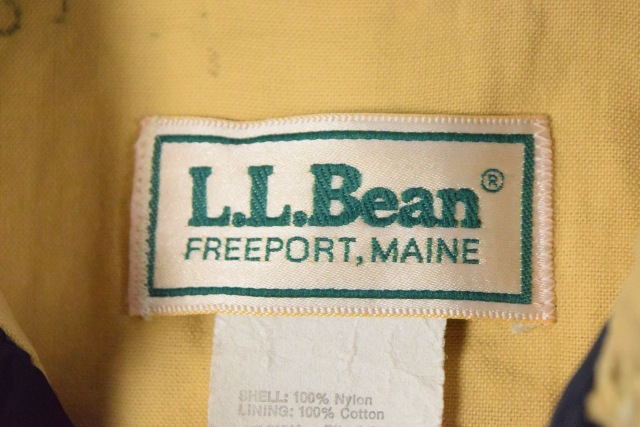 L.L.Bean®
FREEPORT, MAINE
SHELL: 100% Nylon
LINING: 100% Cotton